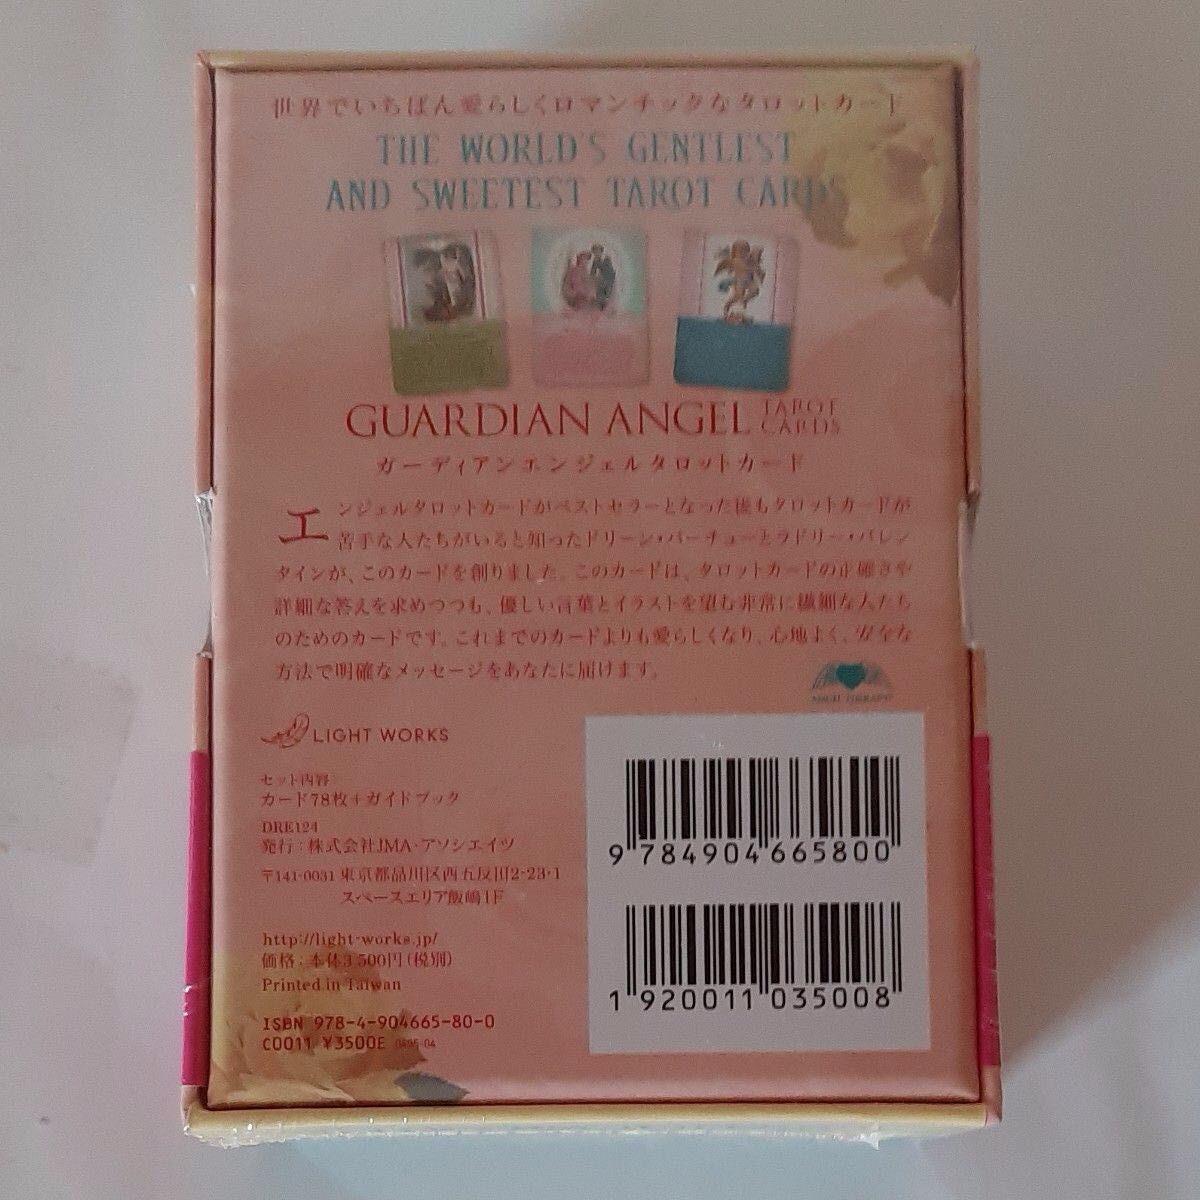 世界でいちばん愛らしくロマンチックなタロットカード
THE WORLD'S GENTLEST
AND SWEETEST TAROT CARDS
GUARDIAN ANGEL TAROT CARDS
ガーディアンエンジェルタロットカード
エンジェルタロットカードがベストセラーとなった後もタロットカードが
苦手な人たちがいると知ったドリーン・バーチューとラドリー・バレン
タインが、このカードを創りました。このカードは、タロットカードの正確さや
詳細な答えを求めつつも、優しい言葉とイラストを望む非常に繊細な人たち
のためのカードです。これまでのカードよりも愛らしくなり、心地よく、安全な
方法で明確なメッセージをあなたに届けます。
ANGEL THERAPY
LIGHT WORKS
セット内容
カード78枚+ガイドブック
DRE124
発行：株式会社JMA・アソシエイツ
〒141-0031 東京都品川区西五反田2-23-1
スペースエリア飯嶋1F
http://light-works.jp/
価格：本体3,500円(税別)
Printed in Taiwan
ISBN 978-4-904665-80-0
C0011 ¥3500E
9 784904 665800
1 920011 035008